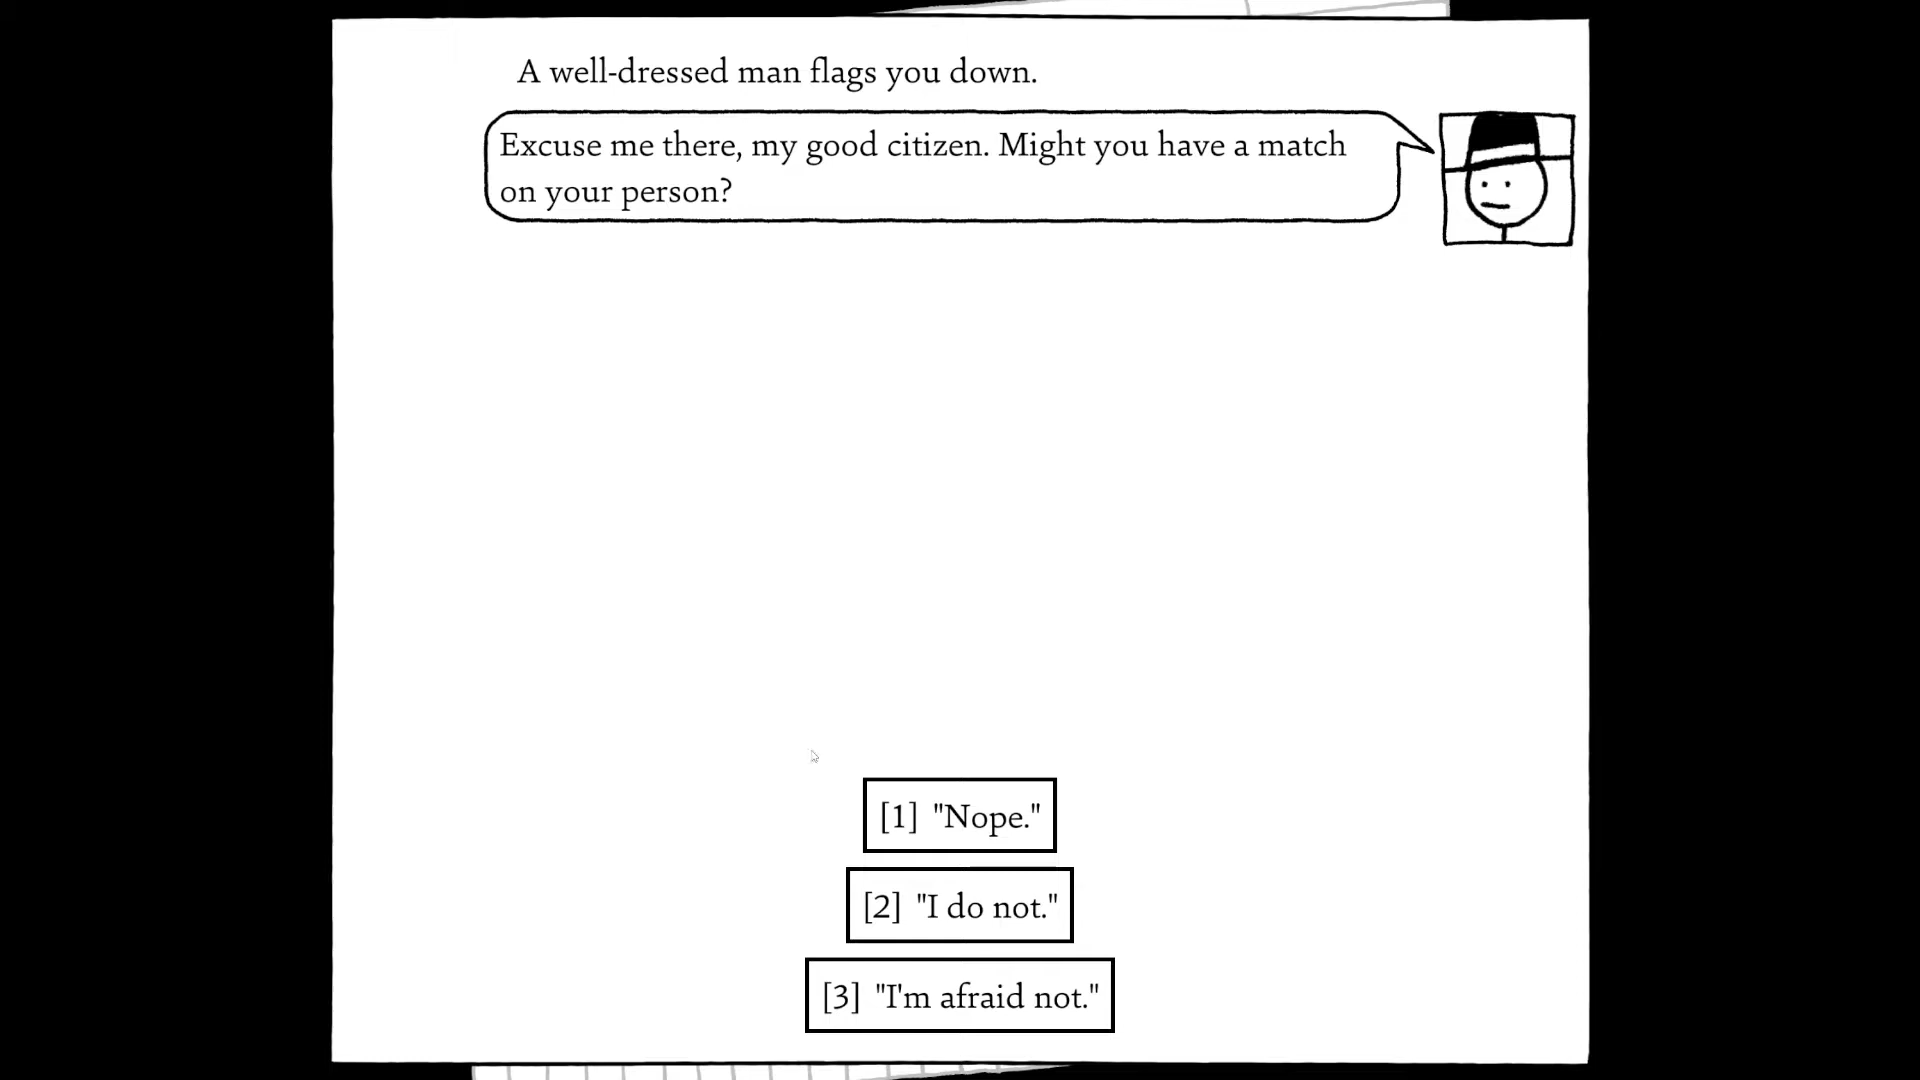 A well-dressed man flags you down.
Excuse me there, my good citizen. Might you have a match
on your person?
[1] "Nope."
[2] "I do not."
[3] "I'm afraid not."